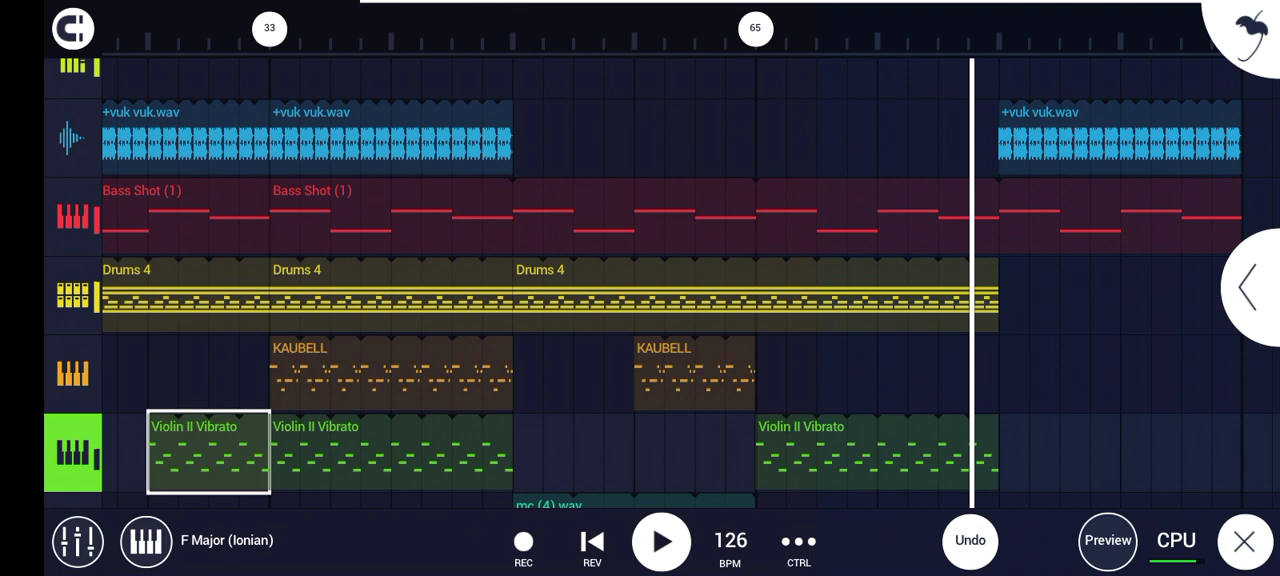 33
65
+vuk vuk.wav
+vuk vuk.wav
+vuk vuk.wav
Bass Shot (1)
Bass Shot (1)
Drums 4
Drums 4
Drums 4
KAUBELL
KAUBELL
Violin II Vibrato
Violin II Vibrato
Violin II Vibrato
mc (4).wav
F Major (Ionian)
REC
REV
126
BPM
CTRL
Undo
Preview
CPU